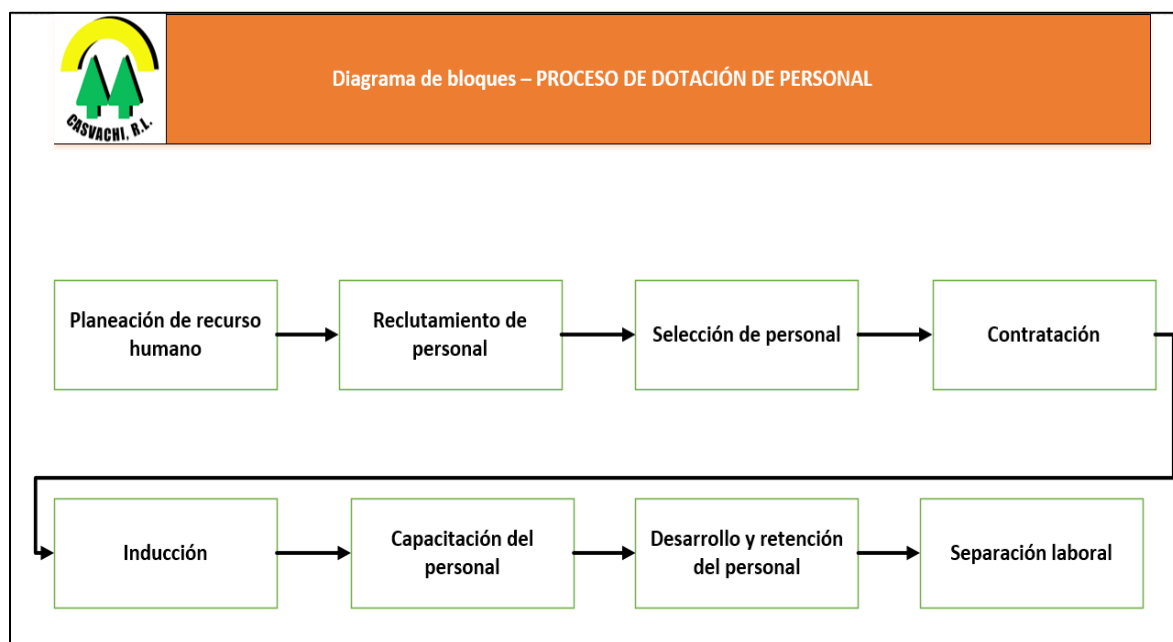 Diagrama de bloques – PROCESO DE DOTACIÓN DE PERSONAL
CASVACHI, R.L.
Planeación de recurso
humano
Reclutamiento de
personal
Selección de personal
Contratación
Inducción
Capacitación del
personal
Desarrollo y retención
del personal
Separación laboral